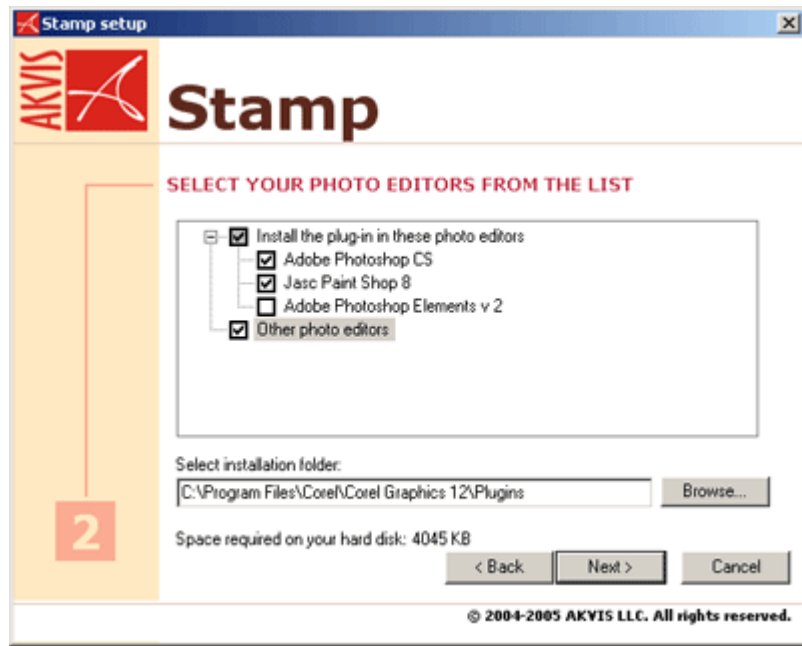 Stamp setup
AKVIS
Stamp
SELECT YOUR PHOTO EDITORS FROM THE LIST
Install the plug-in in these photo editors
Adobe Photoshop CS
Jasc Paint Shop 8
Adobe Photoshop Elements v 2
Other photo editors
Select installation folder:
C:\Program Files\Corel\Corel Graphics 12\Plugins
Browse...
2
Space required on your hard disk: 4045 KB
< Back
Next >
Cancel
© 2004-2005 AKVIS LLC. All rights reserved.